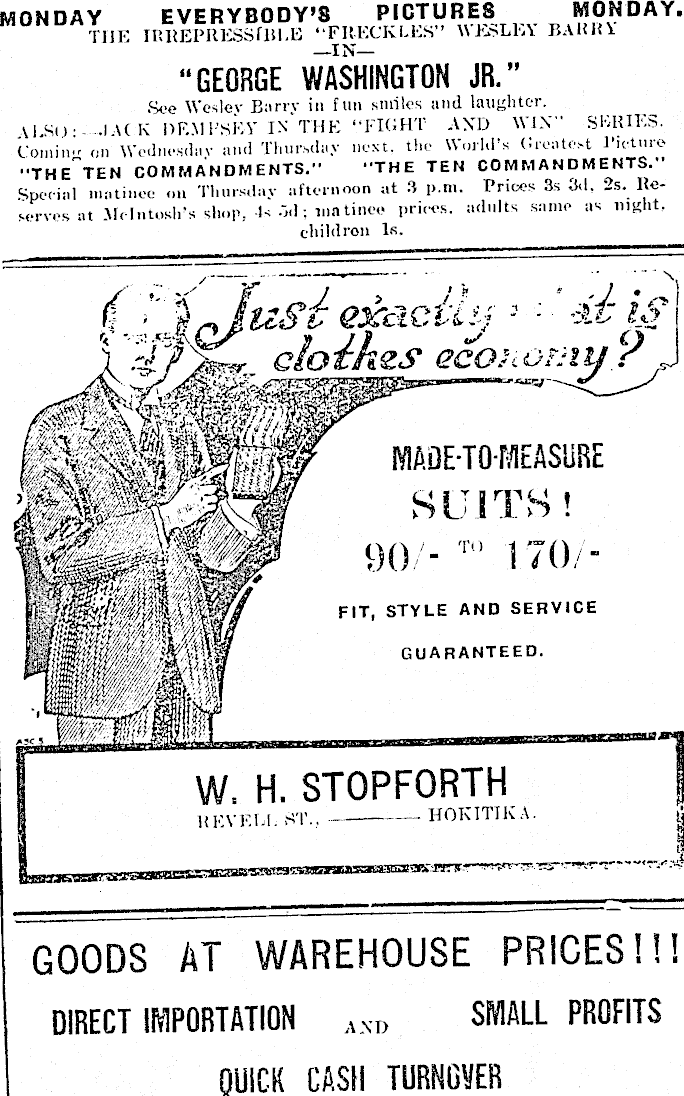 MONDAY EVERYBODY'S PICTURES MONDAY.
THE IRREPRESSIBLE "FRECKLES" WESLEY BARRY
—IN—
"GEORGE WASHINGTON JR."
See Wesley Barry in fun smiles and laughter.
ALSO:—JACK DEMPSEY IN THE "FIGHT AND WIN" SERIES.
Coming on Wednesday and Thursday next, the World's Greatest Picture
"THE TEN COMMANDMENTS." "THE TEN COMMANDMENTS."
Special matinee on Thursday afternoon at 3 p.m. Prices 3s 3d, 2s. Re-
serves at McIntosh's shop, 4s 5d; matinee prices, adults same as night,
children 1s.
Just exactly what is
clothes economy?
MADE-TO-MEASURE
SUITS!
90/- TO 170/-
FIT, STYLE AND SERVICE
GUARANTEED.
W. H. STOPFORTH
REVELL ST., ——— HOKITIKA.
GOODS AT WAREHOUSE PRICES!!!
DIRECT IMPORTATION AND SMALL PROFITS
QUICK CASH TURNOVER